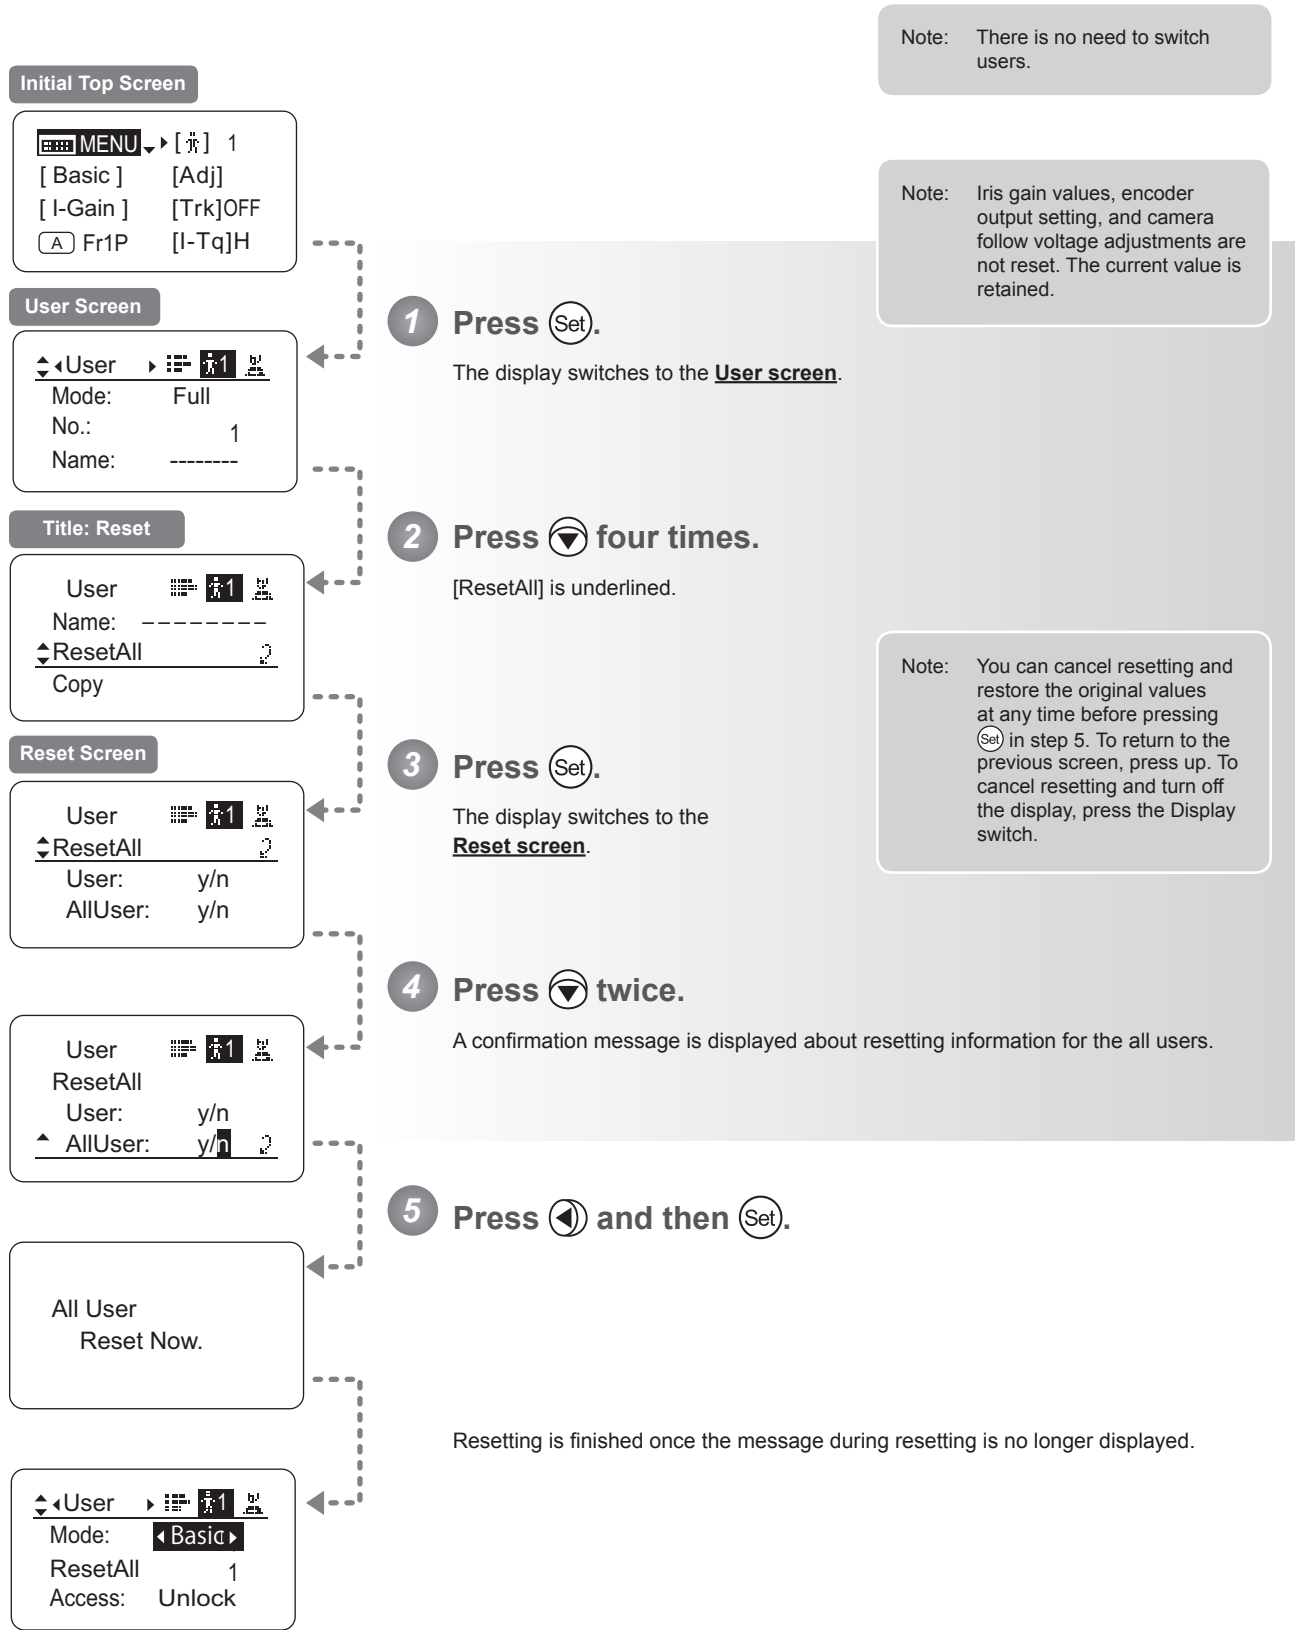 Note: There is no need to switch
users.
Initial Top Screen
MENU [ ] 1
[ Basic ] [Adj]
[ I-Gain ] [Trk]OFF
A Fr1P [I-Tq]H
Note: Iris gain values, encoder
output setting, and camera
follow voltage adjustments are
not reset. The current value is
retained.
User Screen
User 1
Mode: Full
No.: 1
Name: --------
1 Press Set.
The display switches to the User screen.
Title: Reset
User 1
Name: --------
ResetAll
Copy
2 Press four times.
[ResetAll] is underlined.
Note: You can cancel resetting and
restore the original values
at any time before pressing
Set in step 5. To return to the
previous screen, press up. To
cancel resetting and turn off
the display, press the Display
switch.
Reset Screen
User 1
ResetAll
User: y/n
AllUser: y/n
3 Press Set.
The display switches to the
Reset screen.
4 Press twice.
A confirmation message is displayed about resetting information for the all users.
User 1
ResetAll
User: y/n
AllUser: y/n
5 Press and then Set.
All User
Reset Now.
Resetting is finished once the message during resetting is no longer displayed.
User 1
Mode: Basic
ResetAll 1
Access: Unlock